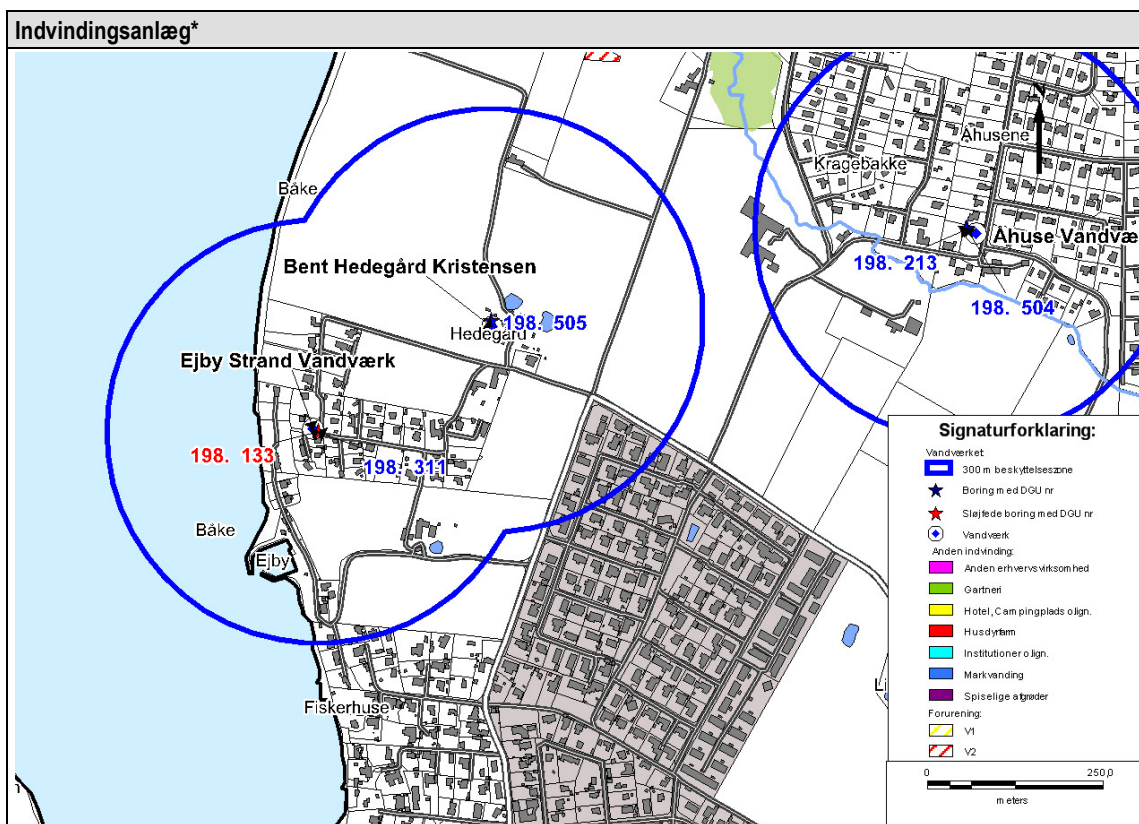 Indvindingsanlæg*
Åhusene
Kragebakke
Båke
Åhuse Vandvæ
Bent Hedegård Kristensen
198. 213
198. 504
198. 505
Hedegård
Ejby Strand Vandværk
198. 133
198. 311
Båke
Ejby
Fiskerhuse
Li
Signaturforklaring:
Vandværket
300 m beskyttelseszone
Boring med DGU nr
Sløjfede boring med DGU nr
Vandværk
Anden indvinding:
Anden erhvervsvirksomhed
Gartneri
Hotel, Campingplads o.lign.
Husdyrfarm
Institutioner o.lign.
Markvanding
Spiselige afgrøder
Forurening:
V1
V2
0 250,0
meters